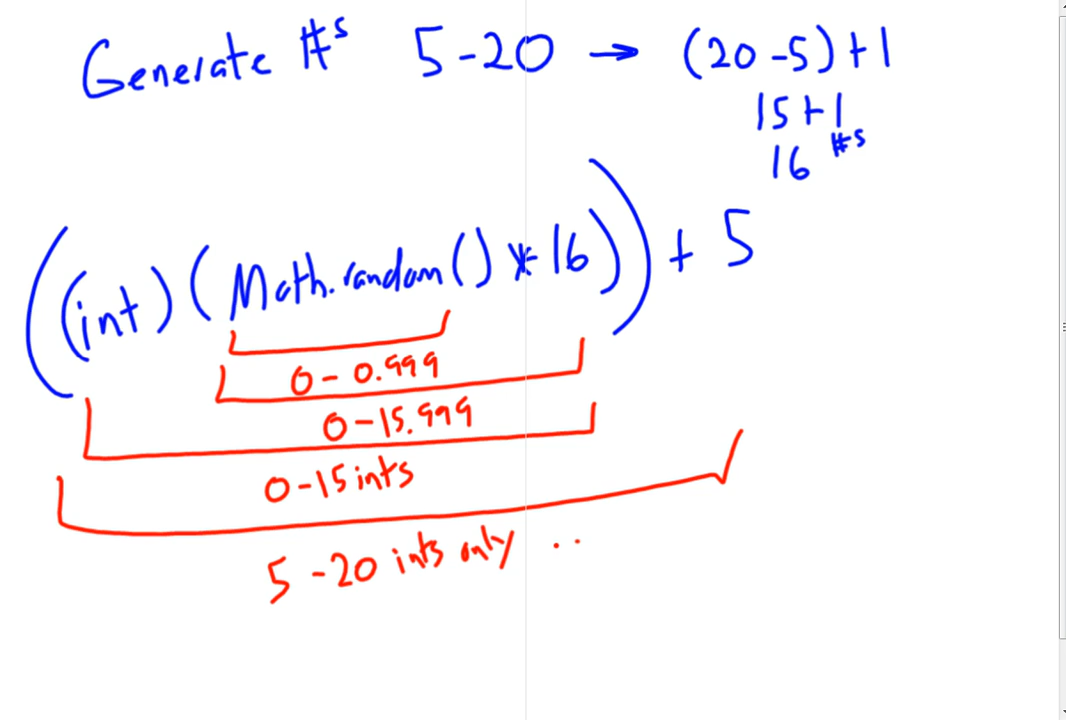 Generate #s 5-20 → (20-5)+1
15+1
16 #s
((int)(Math.random() * 16)) + 5
0-0.999
0-15.999
0-15 ints
5-20 ints only ..